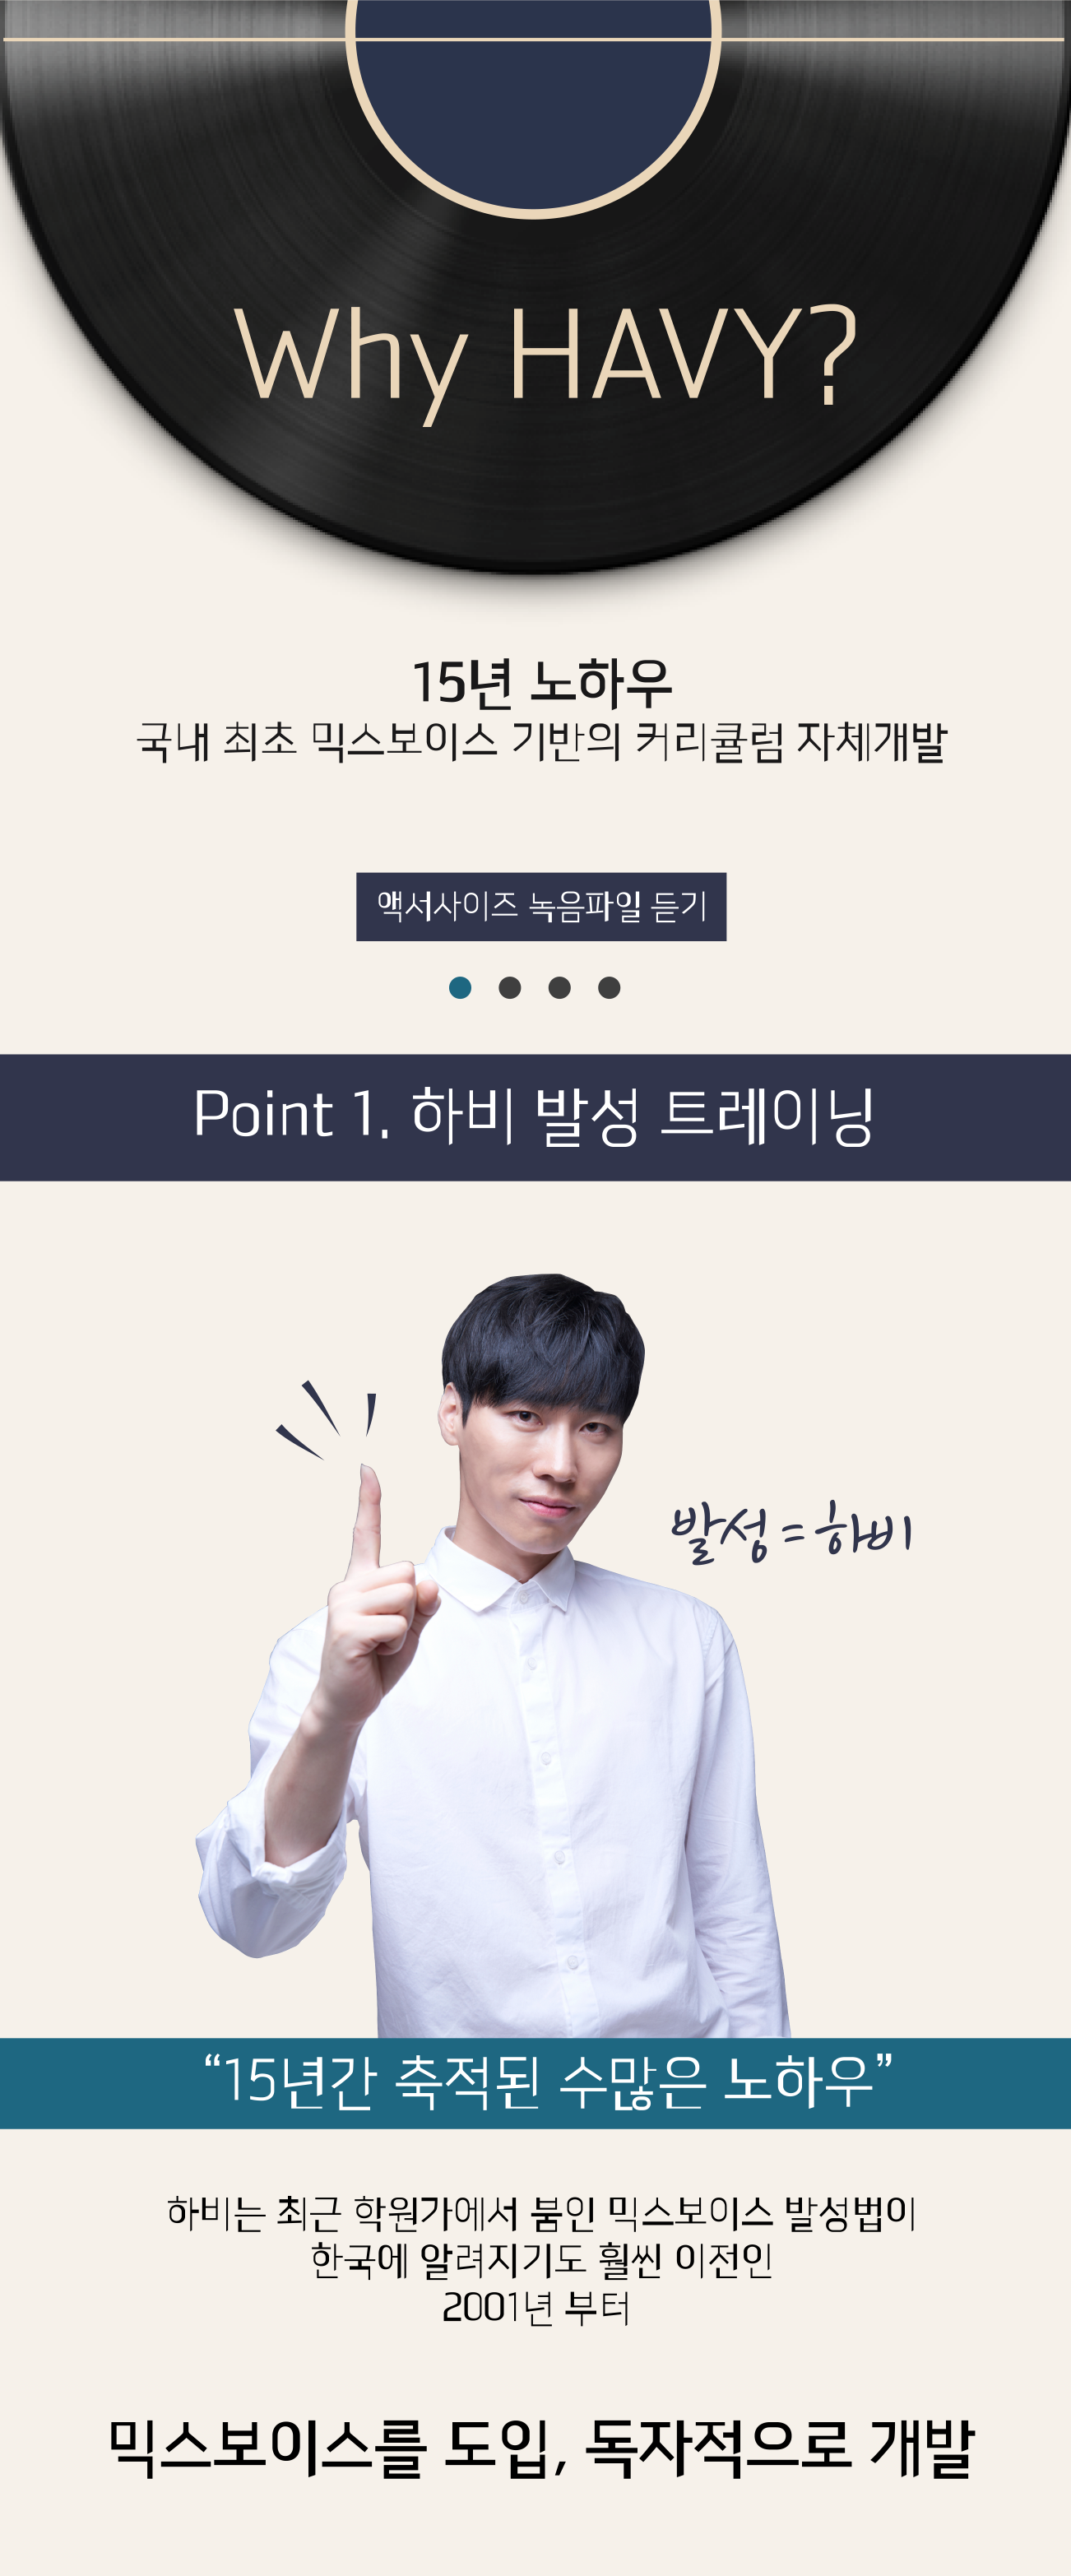 Why HAVY?
15년 노하우
국내 최초 믹스보이스 기반의 커리큘럼 자체개발
액서사이즈 녹음파일 듣기
Point 1. 하비 발성 트레이닝
발성 = 하비
“15년간 축적된 수많은 노하우”
하비는 최근 학원가에서 붐인 믹스보이스 발성법이
한국에 알려지기도 훨씬 이전인
2001년 부터
믹스보이스를 도입, 독자적으로 개발